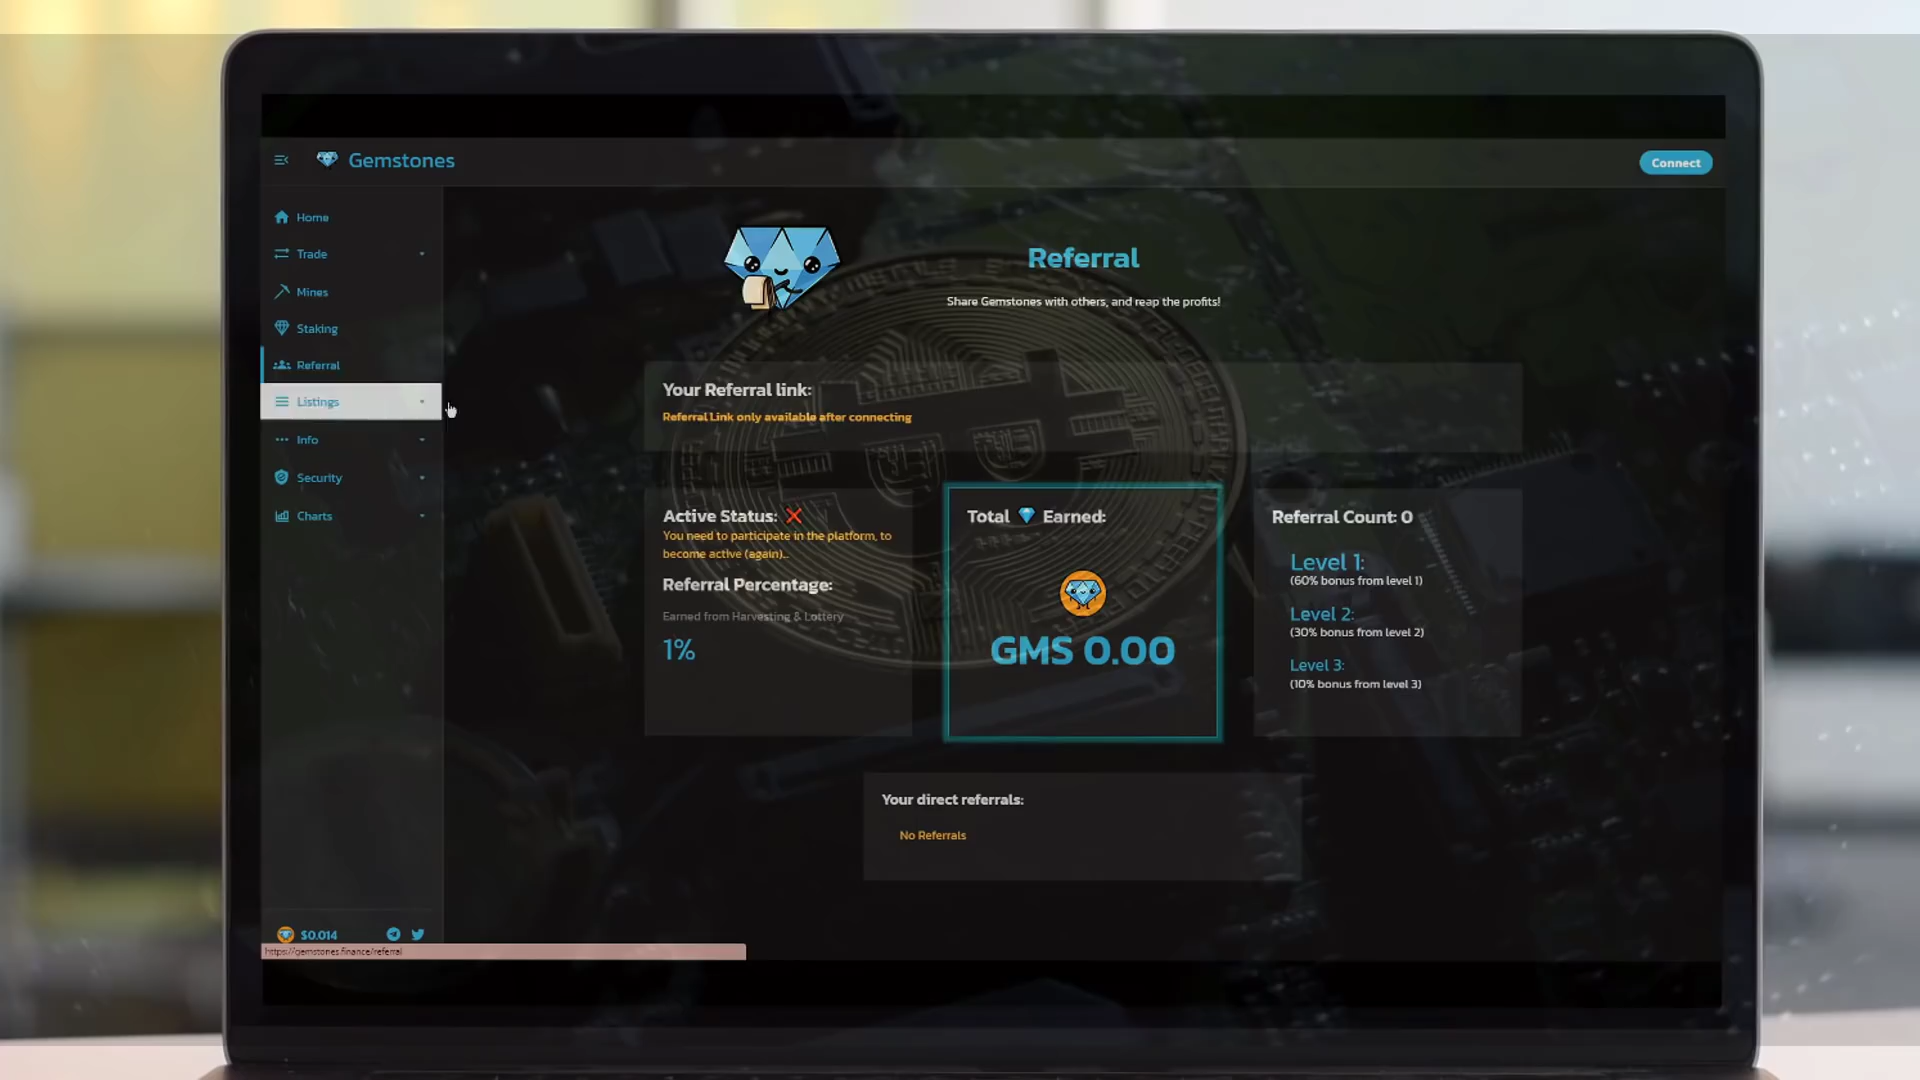 Gemstones
Connect
Home
Trade
Mines
Staking
Referral
Listings
Info
Security
Charts
$0.014
https://gemstones.finance/referral
Referral
Share Gemstones with others, and reap the profits!
Your Referral link:
Referral Link only available after connecting
Active Status:
You need to participate in the platform, to
become active (again)...
Referral Percentage:
Earned from Harvesting & Lottery
1%
Total Earned:
GMS 0.00
Referral Count: 0
Level 1:
(60% bonus from level 1)
Level 2:
(30% bonus from level 2)
Level 3:
(10% bonus from level 3)
Your direct referrals:
No Referrals